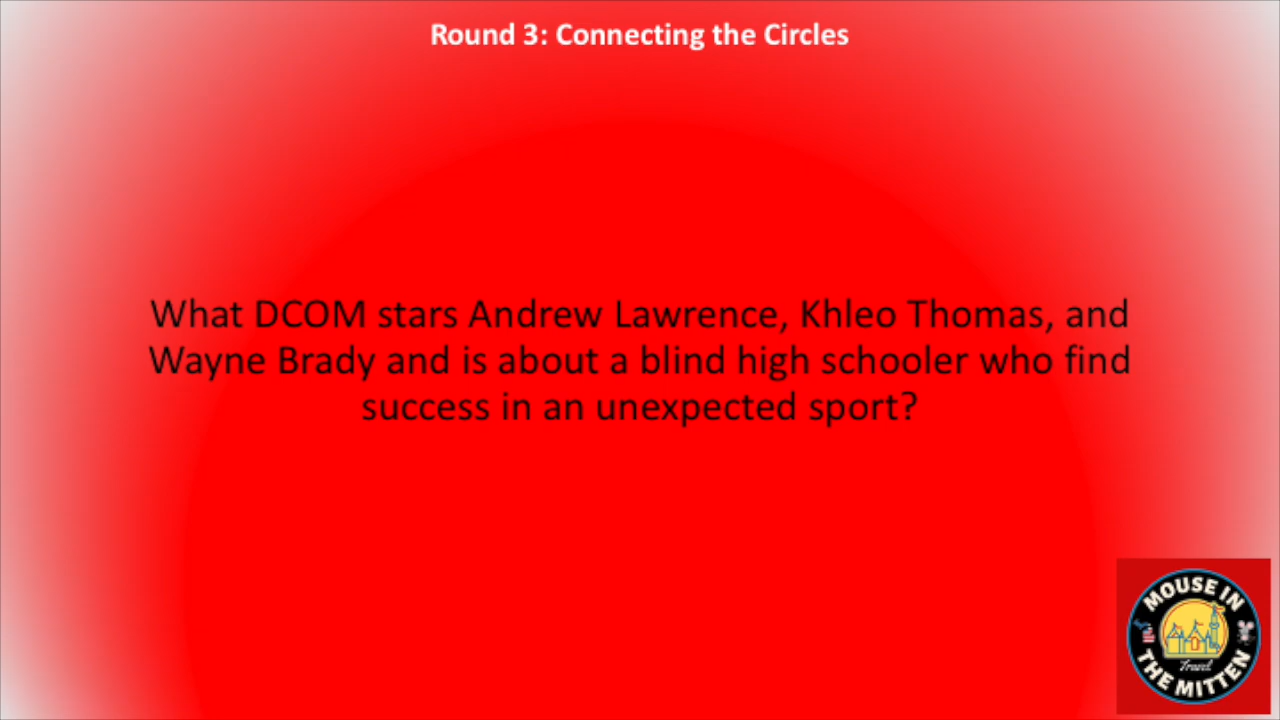 Round 3: Connecting the Circles
What DCOM stars Andrew Lawrence, Khleo Thomas, and
Wayne Brady and is about a blind high schooler who find
success in an unexpected sport?
MOUSE IN
Travel
THE MITTEN